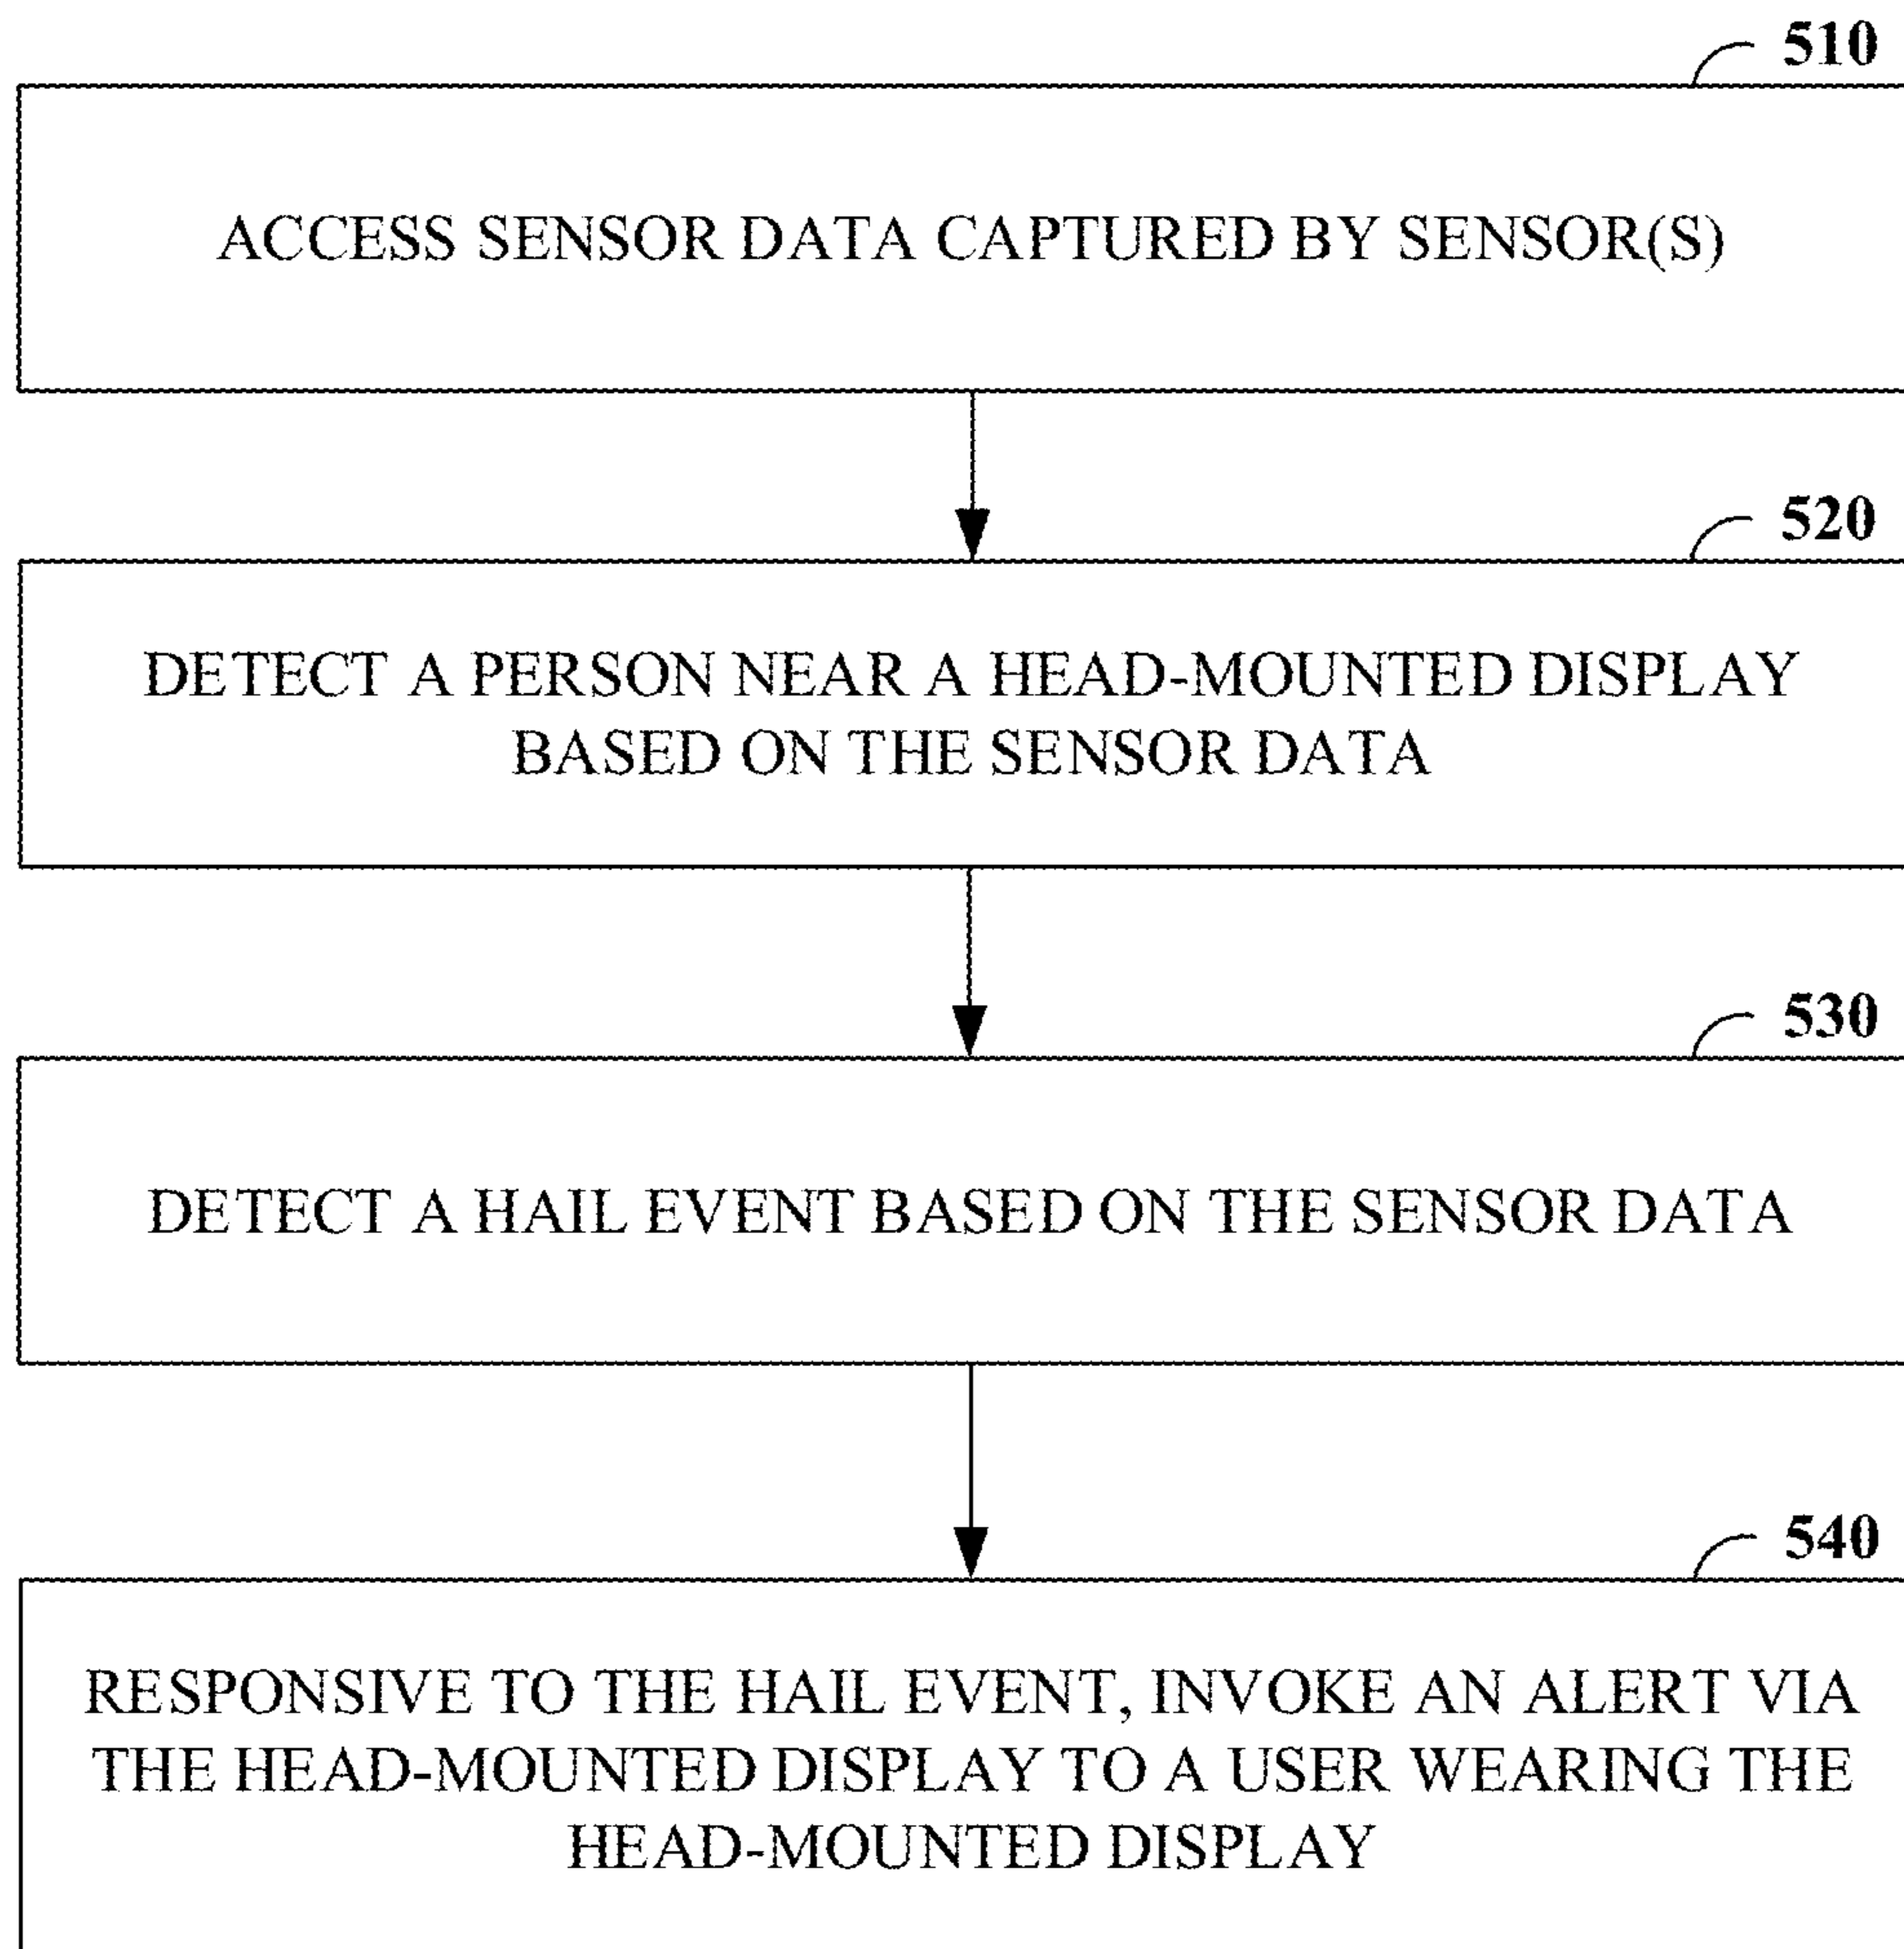 510
ACCESS SENSOR DATA CAPTURED BY SENSOR(S)
520
DETECT A PERSON NEAR A HEAD-MOUNTED DISPLAY
BASED ON THE SENSOR DATA
530
DETECT A HAIL EVENT BASED ON THE SENSOR DATA
540
RESPONSIVE TO THE HAIL EVENT, INVOKE AN ALERT VIA
THE HEAD-MOUNTED DISPLAY TO A USER WEARING THE
HEAD-MOUNTED DISPLAY